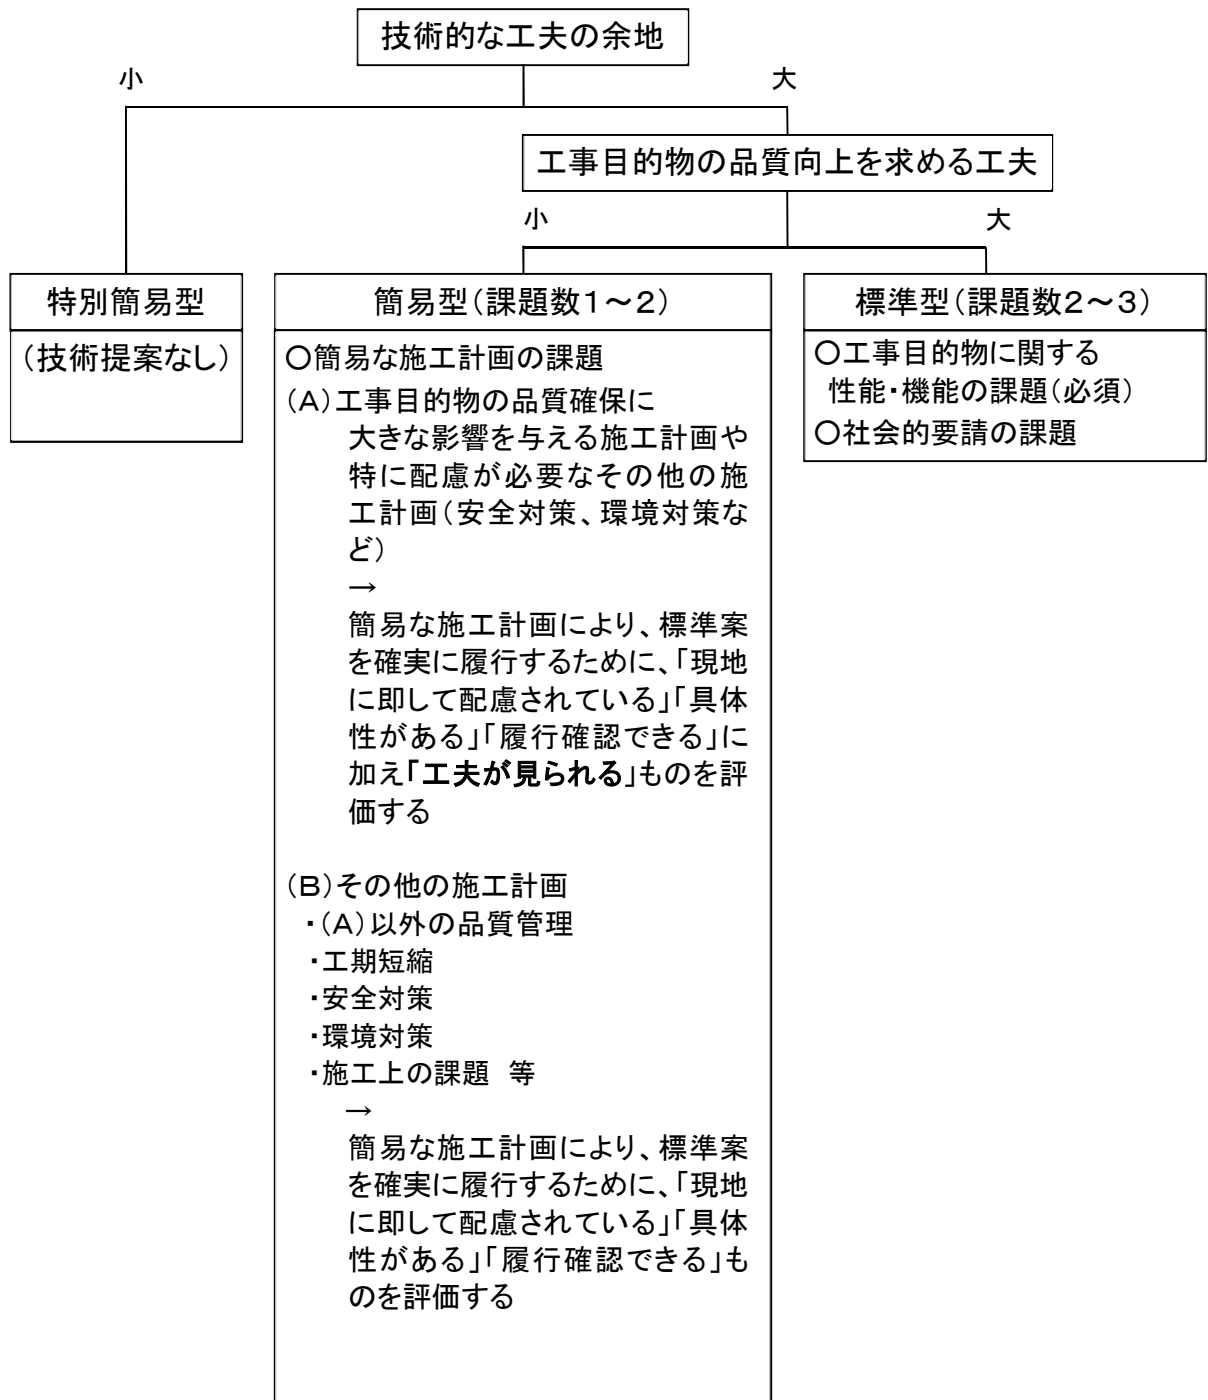 技術的な工夫の余地
小
大
工事目的物の品質向上を求める工夫
小
大
特別簡易型
(技術提案なし)
簡易型(課題数1~2)
○簡易な施工計画の課題
(A)工事目的物の品質確保に
大きな影響を与える施工計画や
特に配慮が必要なその他の施
工計画(安全対策、環境対策な
ど)
→
簡易な施工計画により、標準案
を確実に履行するために、「現地
に即して配慮されている」「具体
性がある」「履行確認できる」に
加え「工夫が見られる」ものを評
価する
(B)その他の施工計画
・(A)以外の品質管理
・工期短縮
・安全対策
・環境対策
・施工上の課題 等
→
簡易な施工計画により、標準案
を確実に履行するために、「現地
に即して配慮されている」「具体
性がある」「履行確認できる」も
のを評価する
標準型(課題数2~3)
○工事目的物に関する
性能・機能の課題(必須)
○社会的要請の課題